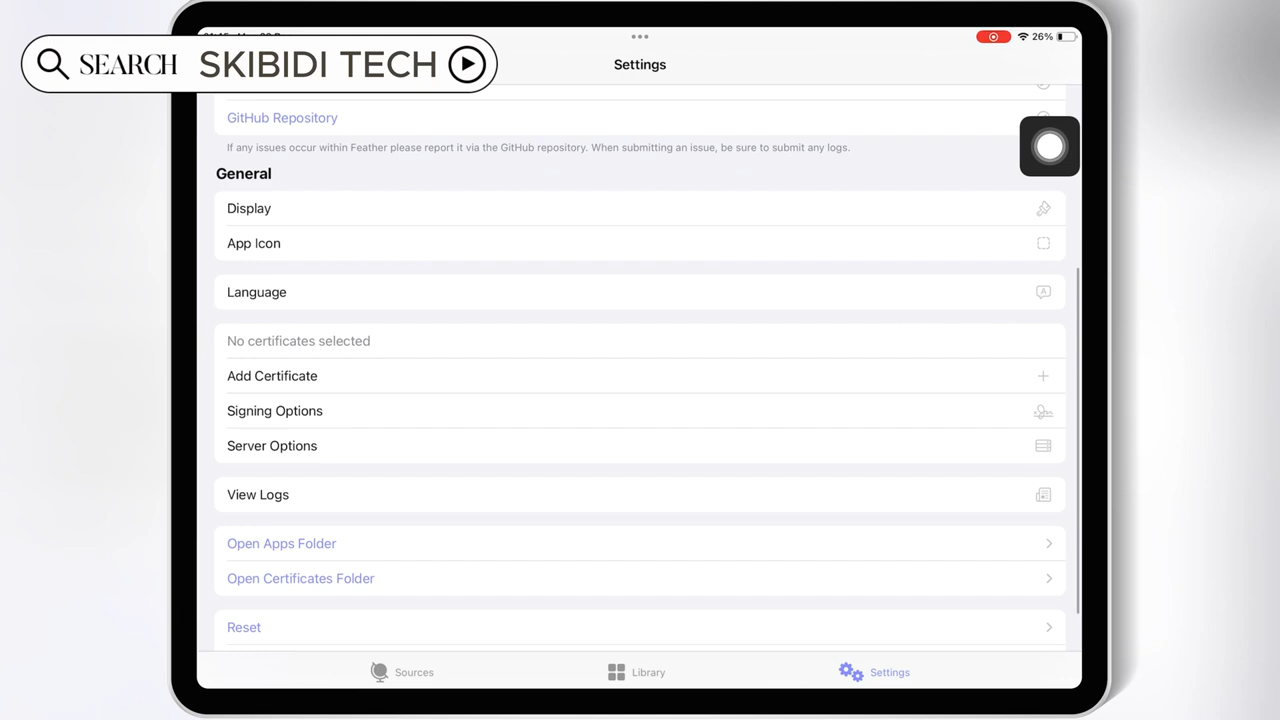 SEARCH SKIBIDI TECH
26%
Settings
GitHub Repository
If any issues occur within Feather please report it via the GitHub repository. When submitting an issue, be sure to submit any logs.
General
Display
App Icon
Language
No certificates selected
Add Certificate
Signing Options
Server Options
View Logs
Open Apps Folder
Open Certificates Folder
Reset
Sources
Library
Settings